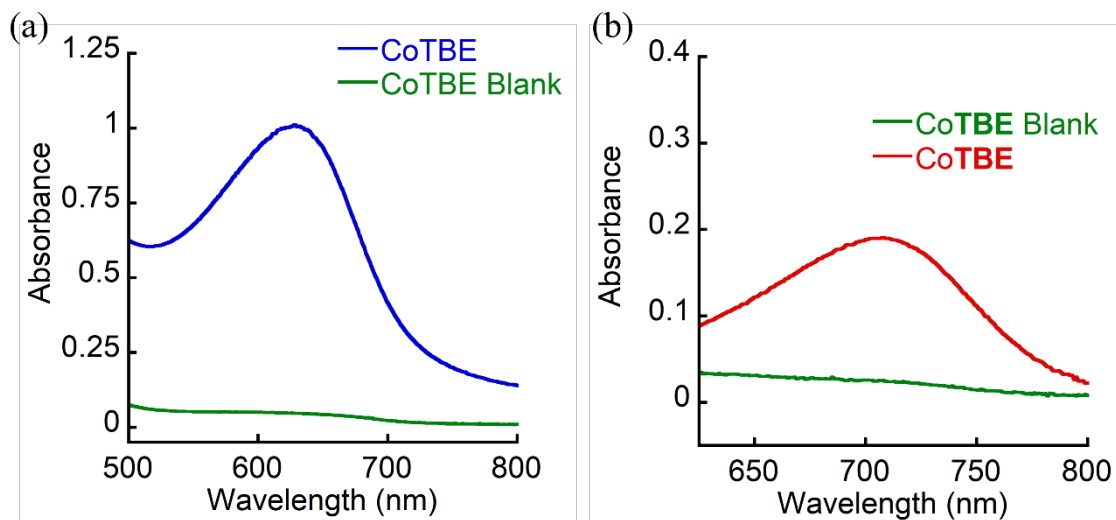 (a)
1.25
1
0.75
0.5
0.25
0
Absorbance
CoTBE
CoTBE Blank
500 600 700 800
Wavelength (nm)
(b)
0.4
0.3
0.2
0.1
0
Absorbance
CoTBE Blank
CoTBE
650 700 750 800
Wavelength (nm)